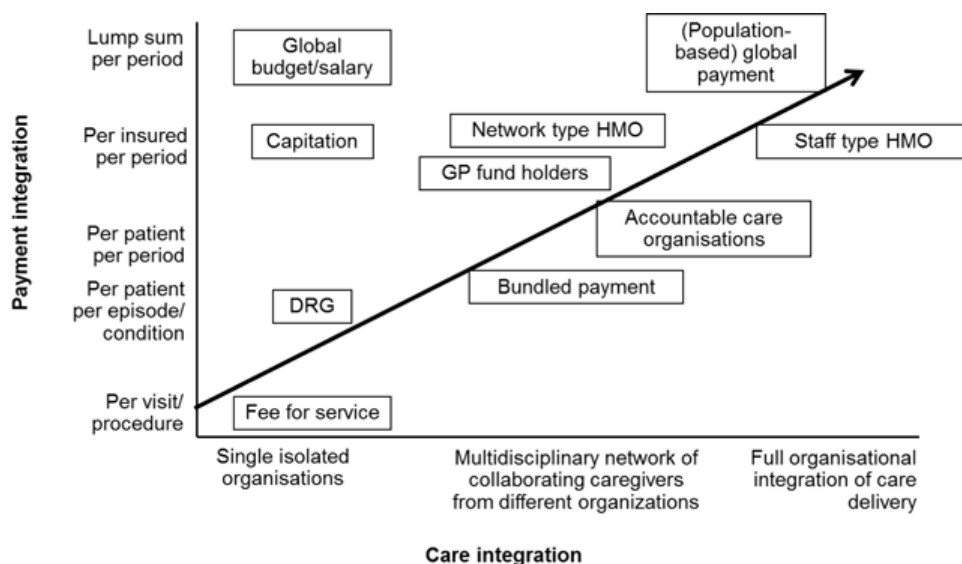 Payment integration
Lump sum
per period
Per insured
per period
Per patient
per period
Per patient
per episode/
condition
Per visit/
procedure
Global
budget/salary
(Population-
based) global
payment
Capitation
Network type HMO
Staff type HMO
GP fund holders
Accountable care
organisations
DRG
Bundled payment
Fee for service
Single isolated
organisations
Multidisciplinary network of
collaborating caregivers
from different organizations
Full organisational
integration of care
delivery
Care integration